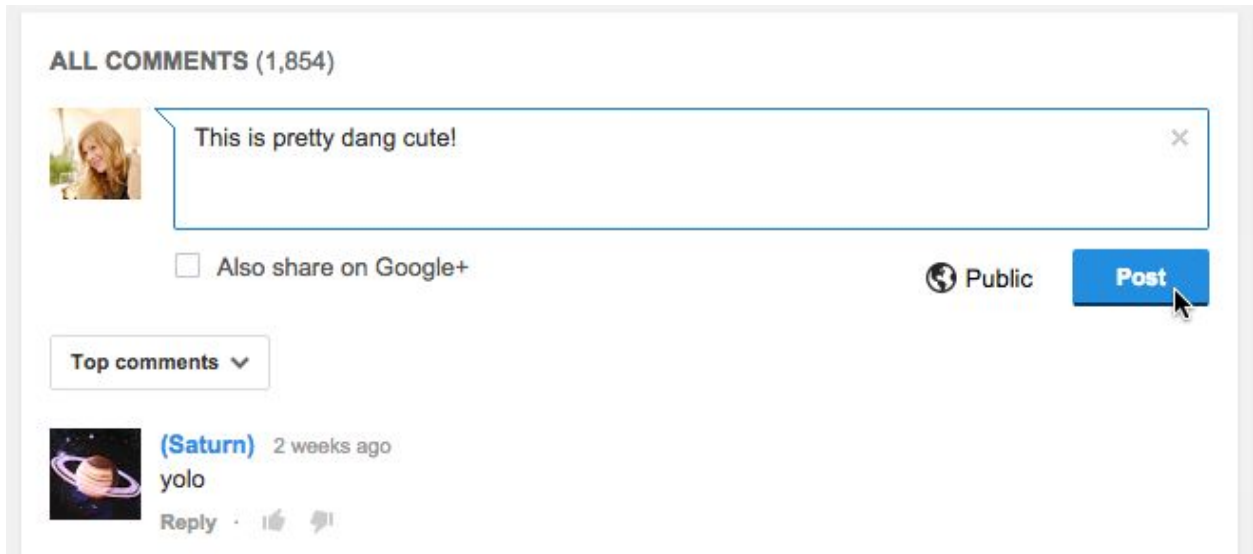 ALL COMMENTS (1,854)
This is pretty dang cute!
Also share on Google+
Public
Post
Top comments
(Saturn) 2 weeks ago
yolo
Reply ·